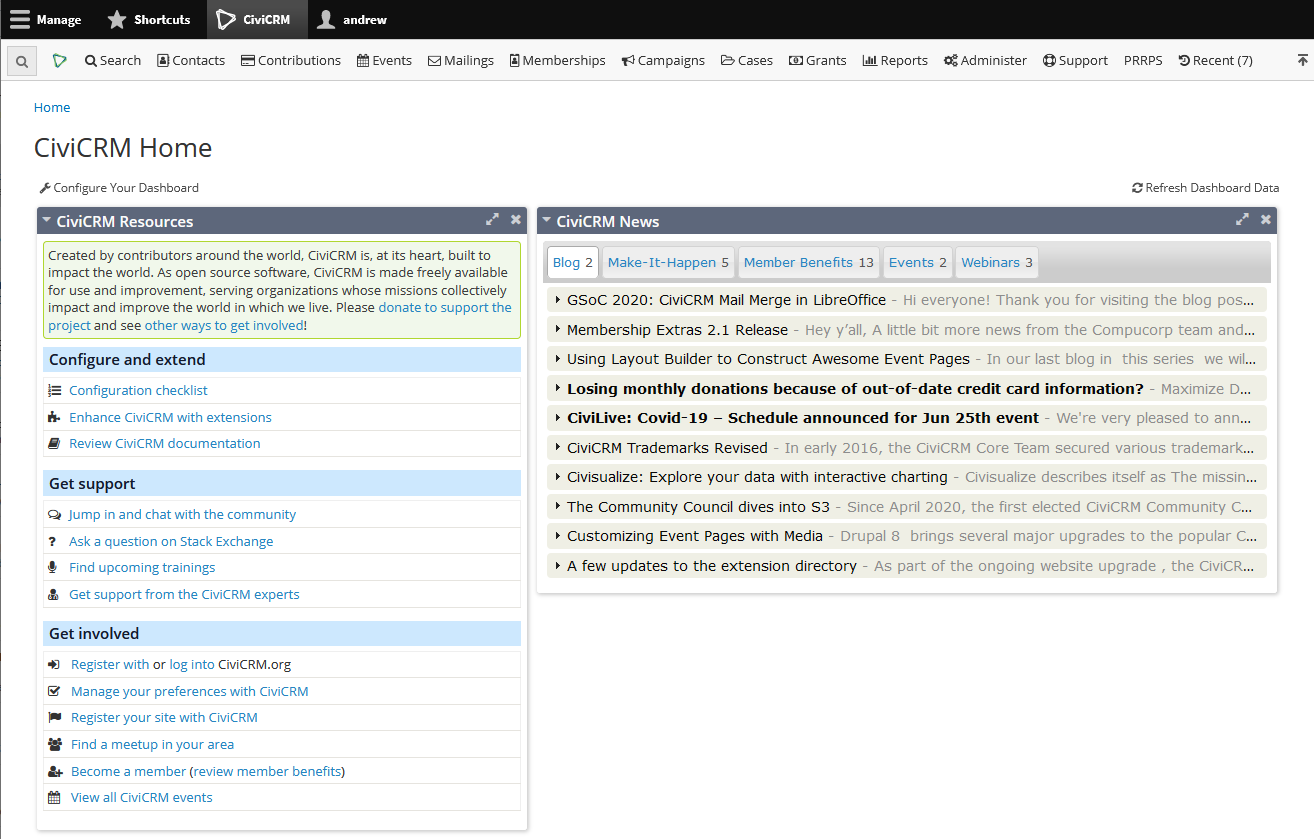 Manage Shortcuts CiviCRM andrew
Search Contacts Contributions Events Mailings Memberships Campaigns Cases Grants Reports Administer Support PRRPS Recent (7)
Home
CiviCRM Home
Configure Your Dashboard
Refresh Dashboard Data
CiviCRM Resources
Created by contributors around the world, CiviCRM is, at its heart, built to
impact the world. As open source software, CiviCRM is made freely available
for use and improvement, serving organizations whose missions collectively
impact and improve the world in which we live. Please donate to support the
project and see other ways to get involved!
Configure and extend
Configuration checklist
Enhance CiviCRM with extensions
Review CiviCRM documentation
Get support
Jump in and chat with the community
Ask a question on Stack Exchange
Find upcoming trainings
Get support from the CiviCRM experts
Get involved
Register with or log into CiviCRM.org
Manage your preferences with CiviCRM
Register your site with CiviCRM
Find a meetup in your area
Become a member (review member benefits)
View all CiviCRM events
CiviCRM News
Blog 2 Make-It-Happen 5 Member Benefits 13 Events 2 Webinars 3
GSoC 2020: CiviCRM Mail Merge in LibreOffice - Hi everyone! Thank you for visiting the blog pos...
Membership Extras 2.1 Release - Hey y’all, A little bit more news from the Compucorp team and...
Using Layout Builder to Construct Awesome Event Pages - In our last blog in this series we wil...
Losing monthly donations because of out-of-date credit card information? - Maximize D...
CiviLive: Covid-19 – Schedule announced for Jun 25th event - We're very pleased to ann...
CiviCRM Trademarks Revised - In early 2016, the CiviCRM Core Team secured various trademark...
Civisualize: Explore your data with interactive charting - Civisualize describes itself as The missin...
The Community Council dives into S3 - Since April 2020, the first elected CiviCRM Community C...
Customizing Event Pages with Media - Drupal 8 brings several major upgrades to the popular C...
A few updates to the extension directory - As part of the ongoing website upgrade , the CiviCR...